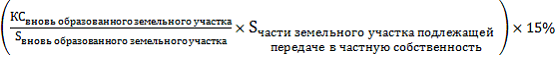 (КСвновь образованного земельного участка / Sвновь образованного земельного участка × Sчасти земельного участка подлежащей передаче в частную собственность) × 15%